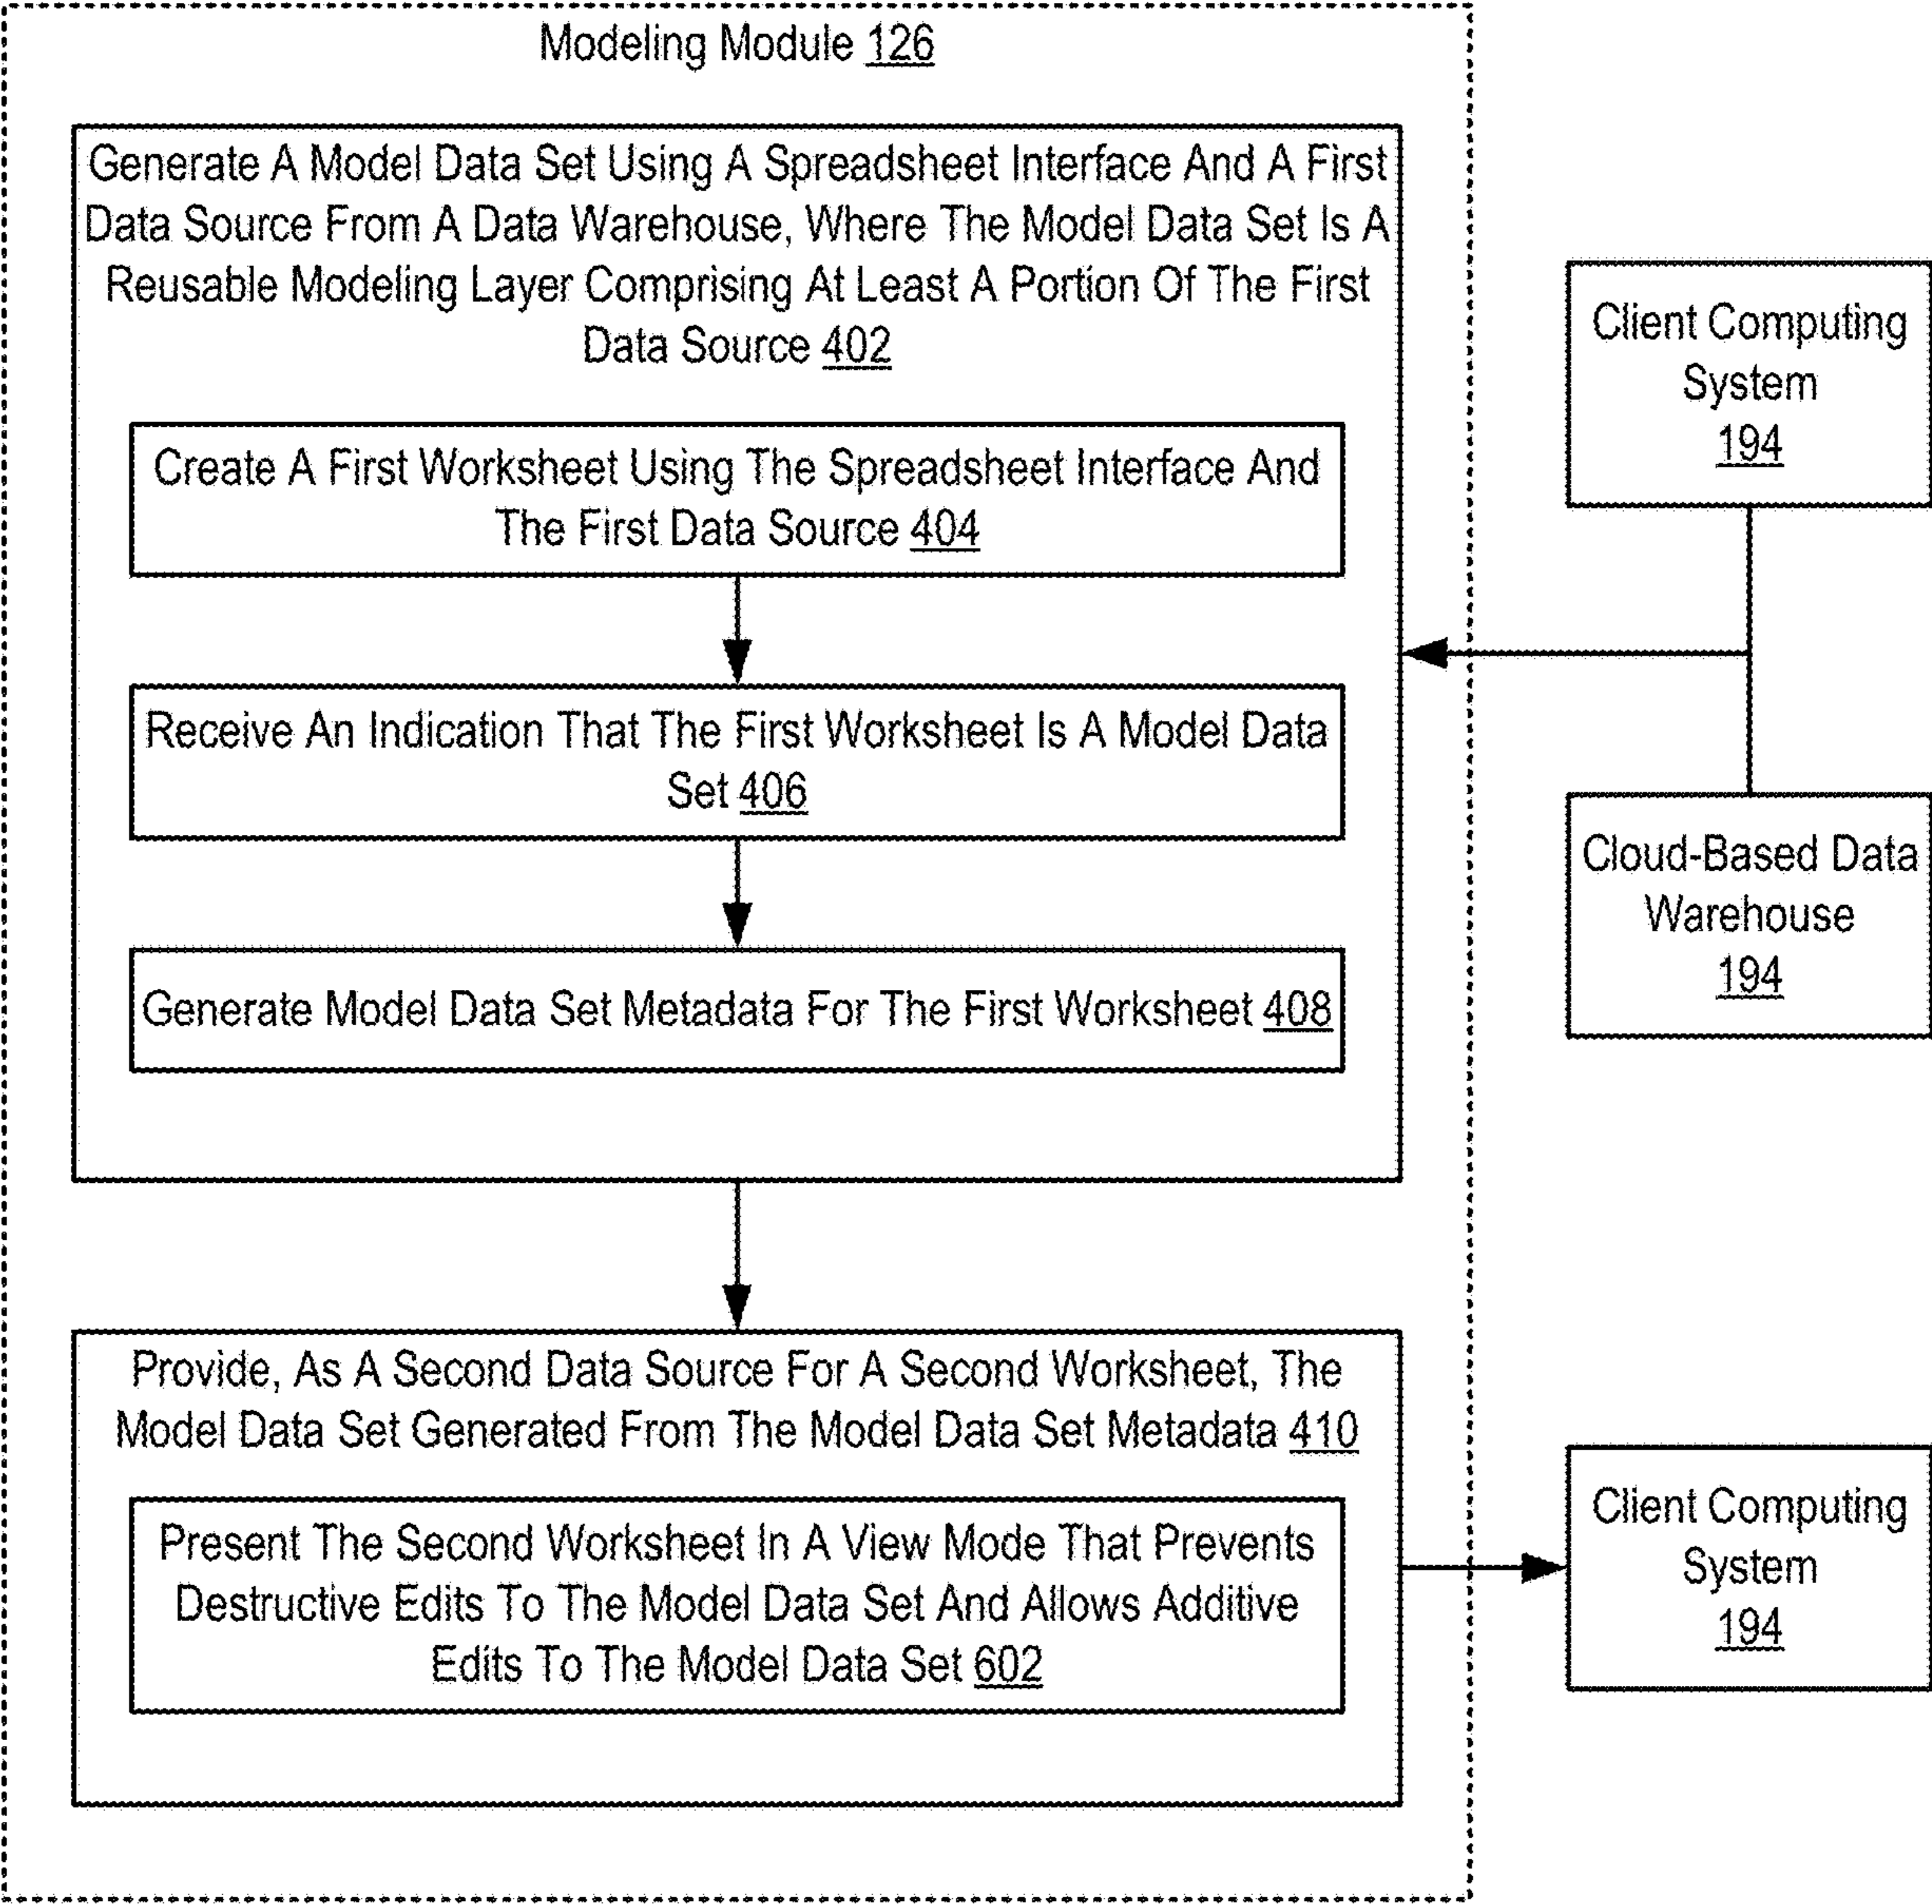 Modeling Module 126
Generate A Model Data Set Using A Spreadsheet Interface And A First
Data Source From A Data Warehouse, Where The Model Data Set Is A
Reusable Modeling Layer Comprising At Least A Portion Of The First
Data Source 402
Create A First Worksheet Using The Spreadsheet Interface And
The First Data Source 404
Receive An Indication That The First Worksheet Is A Model Data
Set 406
Generate Model Data Set Metadata For The First Worksheet 408
Client Computing
System
194
Cloud-Based Data
Warehouse
194
Provide, As A Second Data Source For A Second Worksheet, The
Model Data Set Generated From The Model Data Set Metadata 410
Present The Second Worksheet In A View Mode That Prevents
Destructive Edits To The Model Data Set And Allows Additive
Edits To The Model Data Set 602
Client Computing
System
194